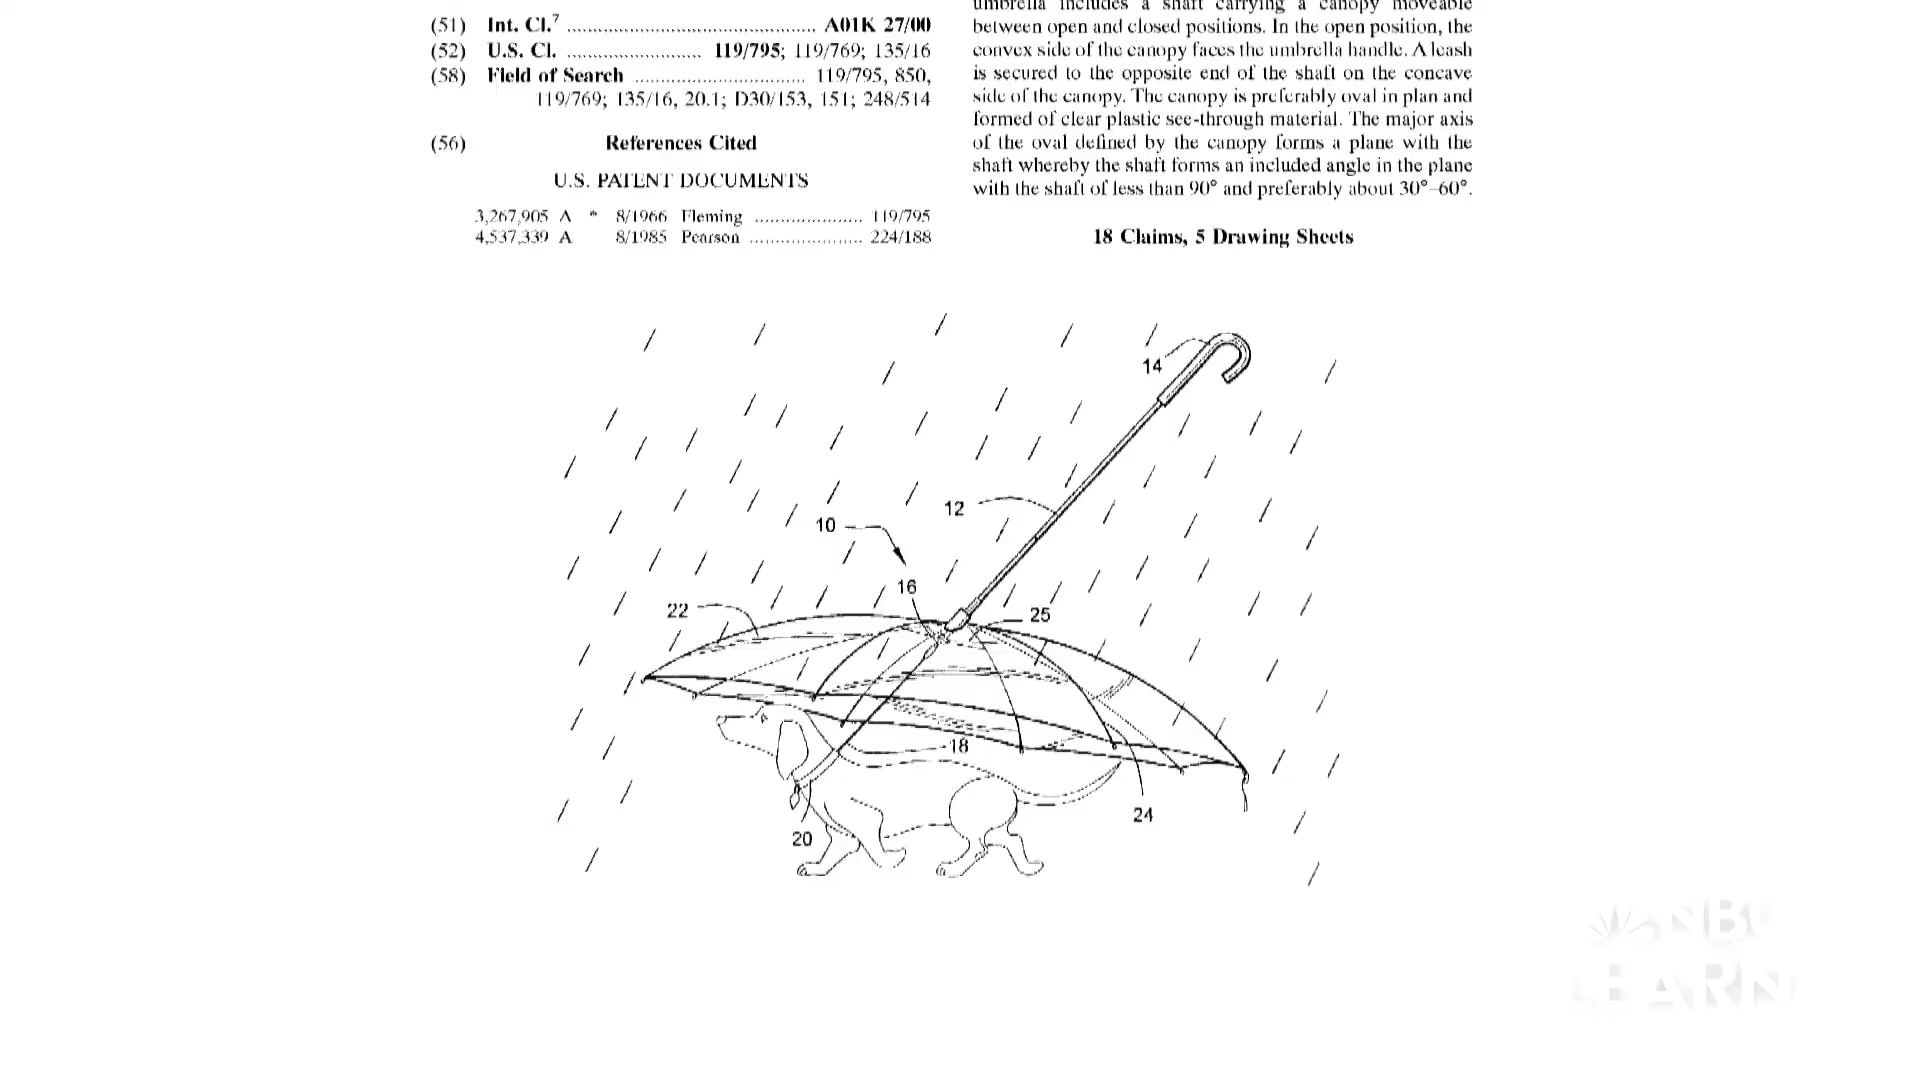 (51) Int. Cl.7 .......................................... A01K 27/00
(52) U.S. Cl. ........................ 119/795; 119/769; 135/16
(58) Field of Search .............................. 119/795, 850,
119/769; 135/16, 20.1; D30/153, 151; 248/514
(56) References Cited
U.S. PATENT DOCUMENTS
3,267,905 A * 8/1966 Fleming ...................... 119/795
4,537,339 A 8/1985 Pearson ...................... 224/188
umbrella includes a shaft carrying a canopy moveable
between open and closed positions. In the open position, the
convex side of the canopy faces the umbrella handle. A leash
is secured to the opposite end of the shaft on the concave
side of the canopy. The canopy is preferably oval in plan and
formed of clear plastic see-through material. The major axis
of the oval defined by the canopy forms a plane with the
shaft whereby the shaft forms an included angle in the plane
with the shaft of less than 90° and preferably about 30°-60°.
18 Claims, 5 Drawing Sheets
14
12
10
16
22
25
18
24
20
NBC
LEARN